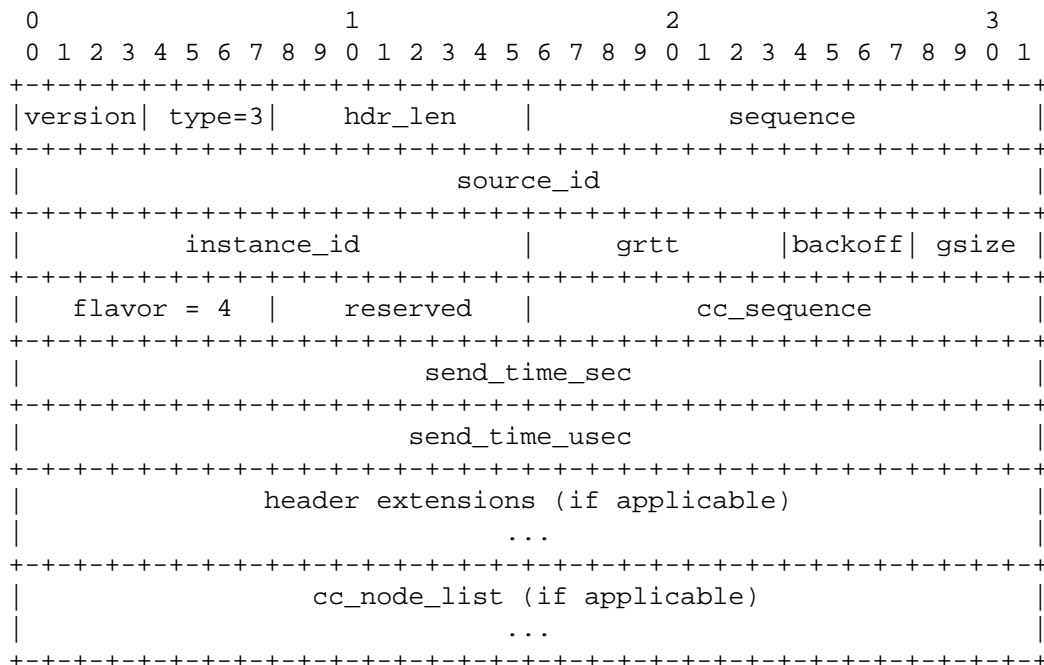 0                   1                   2                   3
 0 1 2 3 4 5 6 7 8 9 0 1 2 3 4 5 6 7 8 9 0 1 2 3 4 5 6 7 8 9 0 1
+-+-+-+-+-+-+-+-+-+-+-+-+-+-+-+-+-+-+-+-+-+-+-+-+-+-+-+-+-+-+-+-+
|version| type=3|    hdr_len    |            sequence           |
+-+-+-+-+-+-+-+-+-+-+-+-+-+-+-+-+-+-+-+-+-+-+-+-+-+-+-+-+-+-+-+-+
|                           source_id                           |
+-+-+-+-+-+-+-+-+-+-+-+-+-+-+-+-+-+-+-+-+-+-+-+-+-+-+-+-+-+-+-+-+
|          instance_id          |      grtt     |backoff| gsize |
+-+-+-+-+-+-+-+-+-+-+-+-+-+-+-+-+-+-+-+-+-+-+-+-+-+-+-+-+-+-+-+-+
|   flavor = 4  |    reserved   |          cc_sequence          |
+-+-+-+-+-+-+-+-+-+-+-+-+-+-+-+-+-+-+-+-+-+-+-+-+-+-+-+-+-+-+-+-+
|                         send_time_sec                         |
+-+-+-+-+-+-+-+-+-+-+-+-+-+-+-+-+-+-+-+-+-+-+-+-+-+-+-+-+-+-+-+-+
|                        send_time_usec                         |
+-+-+-+-+-+-+-+-+-+-+-+-+-+-+-+-+-+-+-+-+-+-+-+-+-+-+-+-+-+-+-+-+
|               header extensions (if applicable)               |
|                              ...                              |
+-+-+-+-+-+-+-+-+-+-+-+-+-+-+-+-+-+-+-+-+-+-+-+-+-+-+-+-+-+-+-+-+
|                  cc_node_list (if applicable)                 |
|                              ...                              |
+-+-+-+-+-+-+-+-+-+-+-+-+-+-+-+-+-+-+-+-+-+-+-+-+-+-+-+-+-+-+-+-+